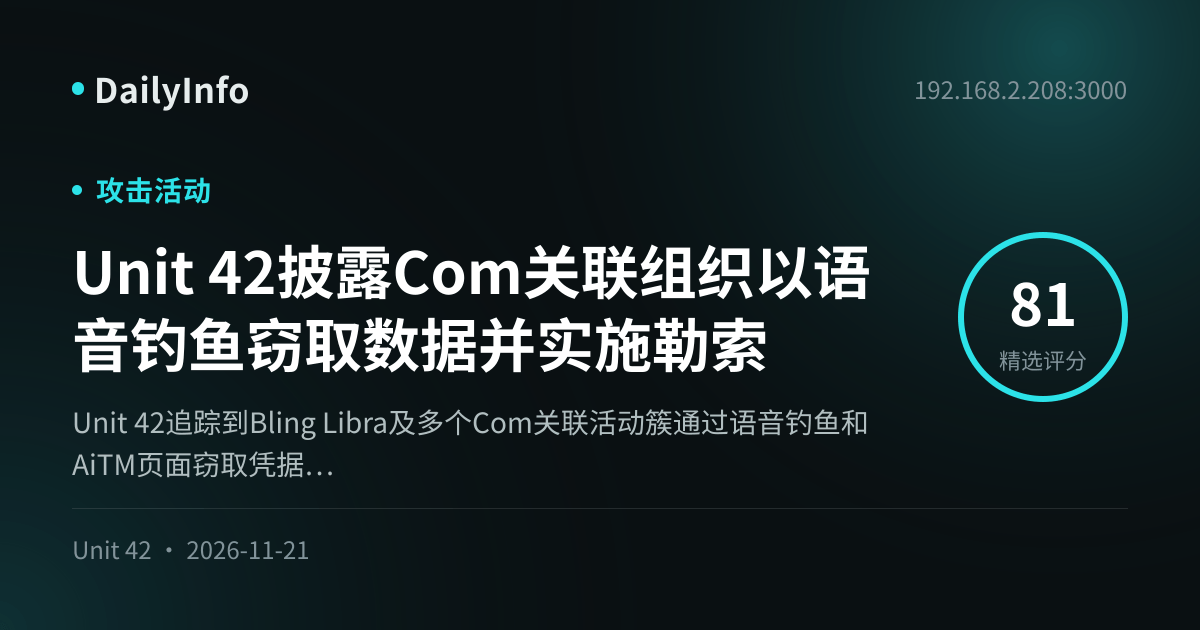 DailyInfo
192.168.2.208:3000
攻击活动
Unit 42披露Com关联组织以语
音钓鱼窃取数据并实施勒索
81
精选评分
Unit 42追踪到Bling Libra及多个Com关联活动簇通过语音钓鱼和
AiTM页面窃取凭据…
Unit 42 · 2026-11-21